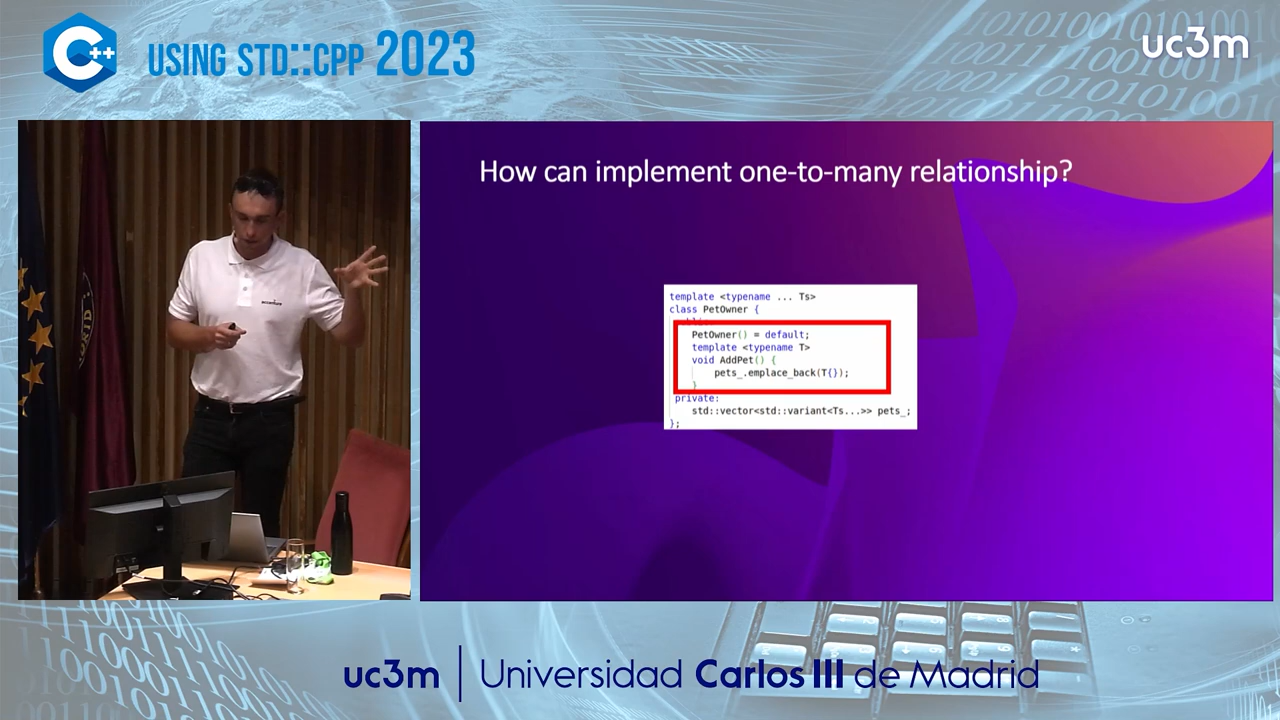 C++
USING STD::CPP 2023
uc3m
How can implement one-to-many relationship?
template <typename ... Ts>
class PetOwner {
PetOwner() = default;
template <typename T>
void AddPet() {
pets_.emplace_back(T{});
}
private:
std::vector<std::variant<Ts...>> pets_;
};
accenture
uc3m | Universidad Carlos III de Madrid